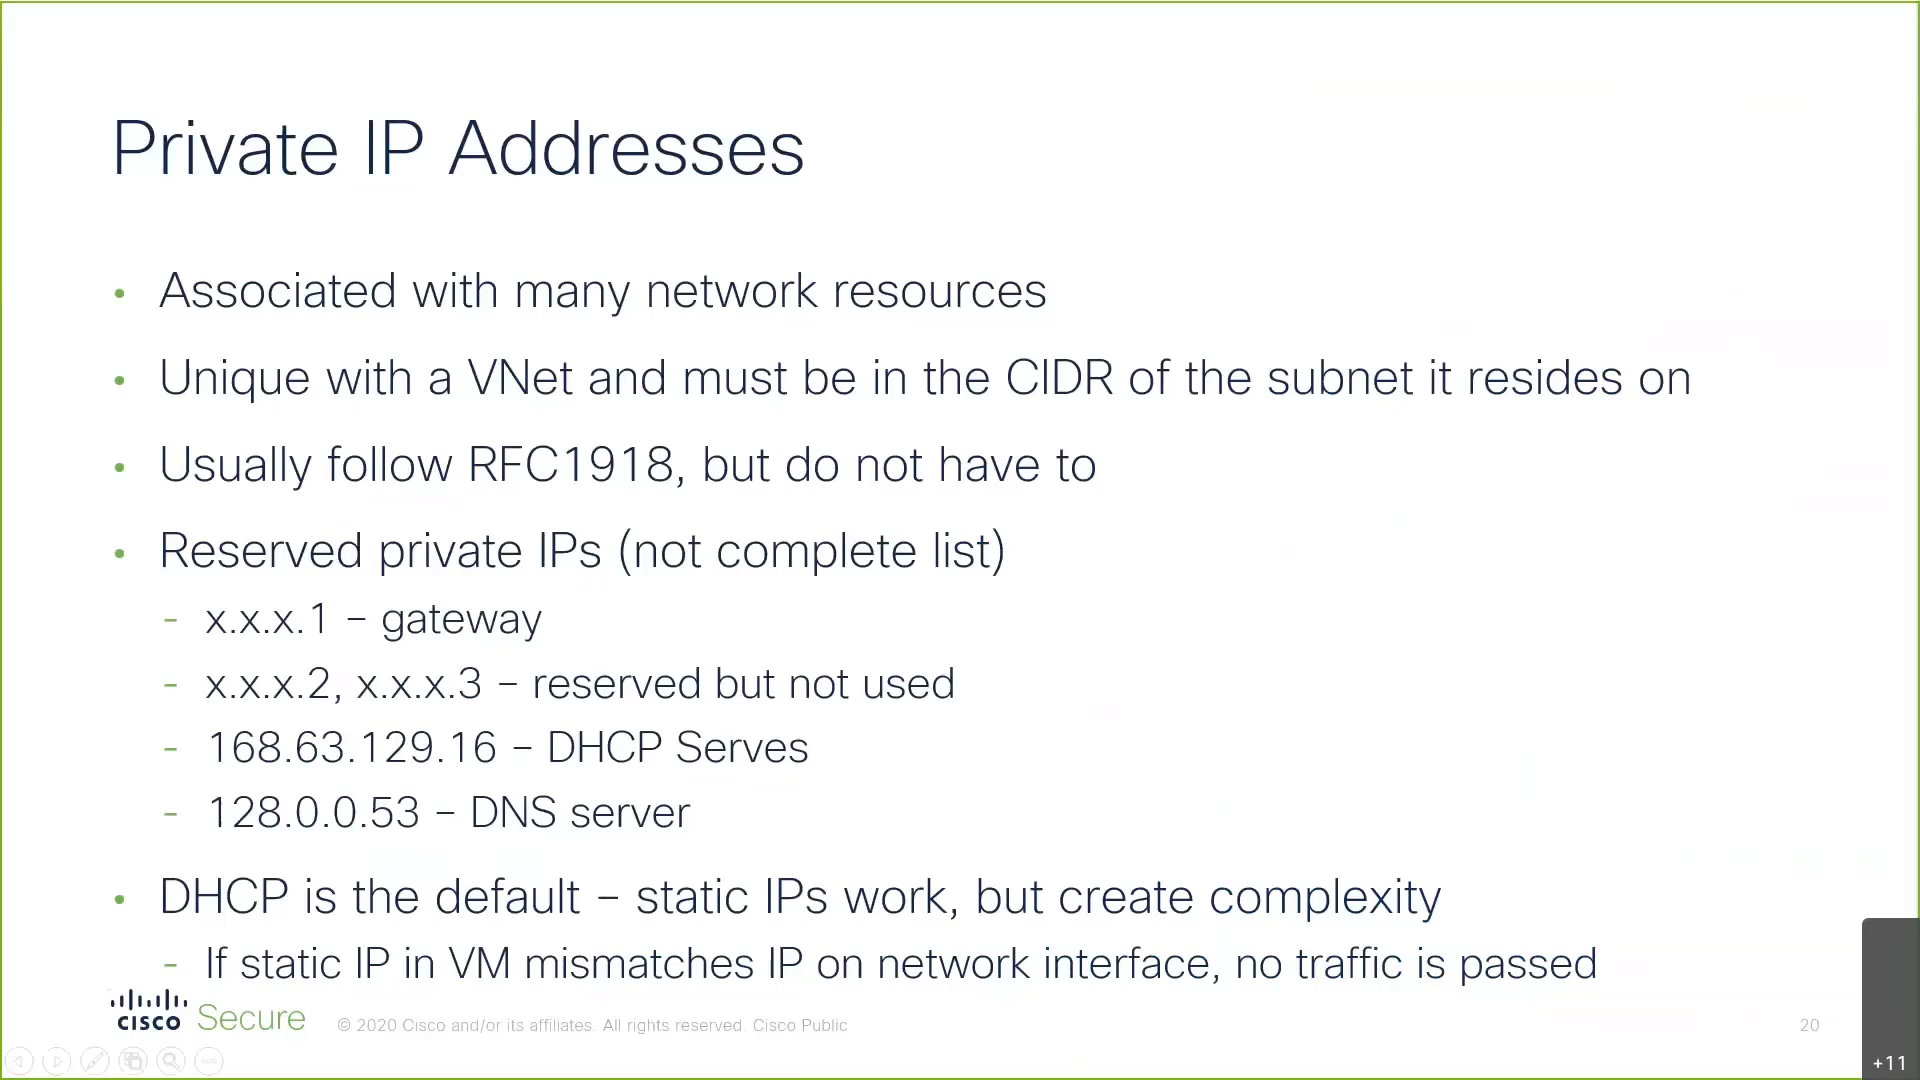 Private IP Addresses
• Associated with many network resources
• Unique with a VNet and must be in the CIDR of the subnet it resides on
• Usually follow RFC1918, but do not have to
• Reserved private IPs (not complete list)
- x.x.x.1 – gateway
- x.x.x.2, x.x.x.3 – reserved but not used
- 168.63.129.16 – DHCP Serves
- 128.0.0.53 – DNS server
• DHCP is the default – static IPs work, but create complexity
- If static IP in VM mismatches IP on network interface, no traffic is passed
CISCO Secure © 2020 Cisco and/or its affiliates. All rights reserved. Cisco Public 20
+11